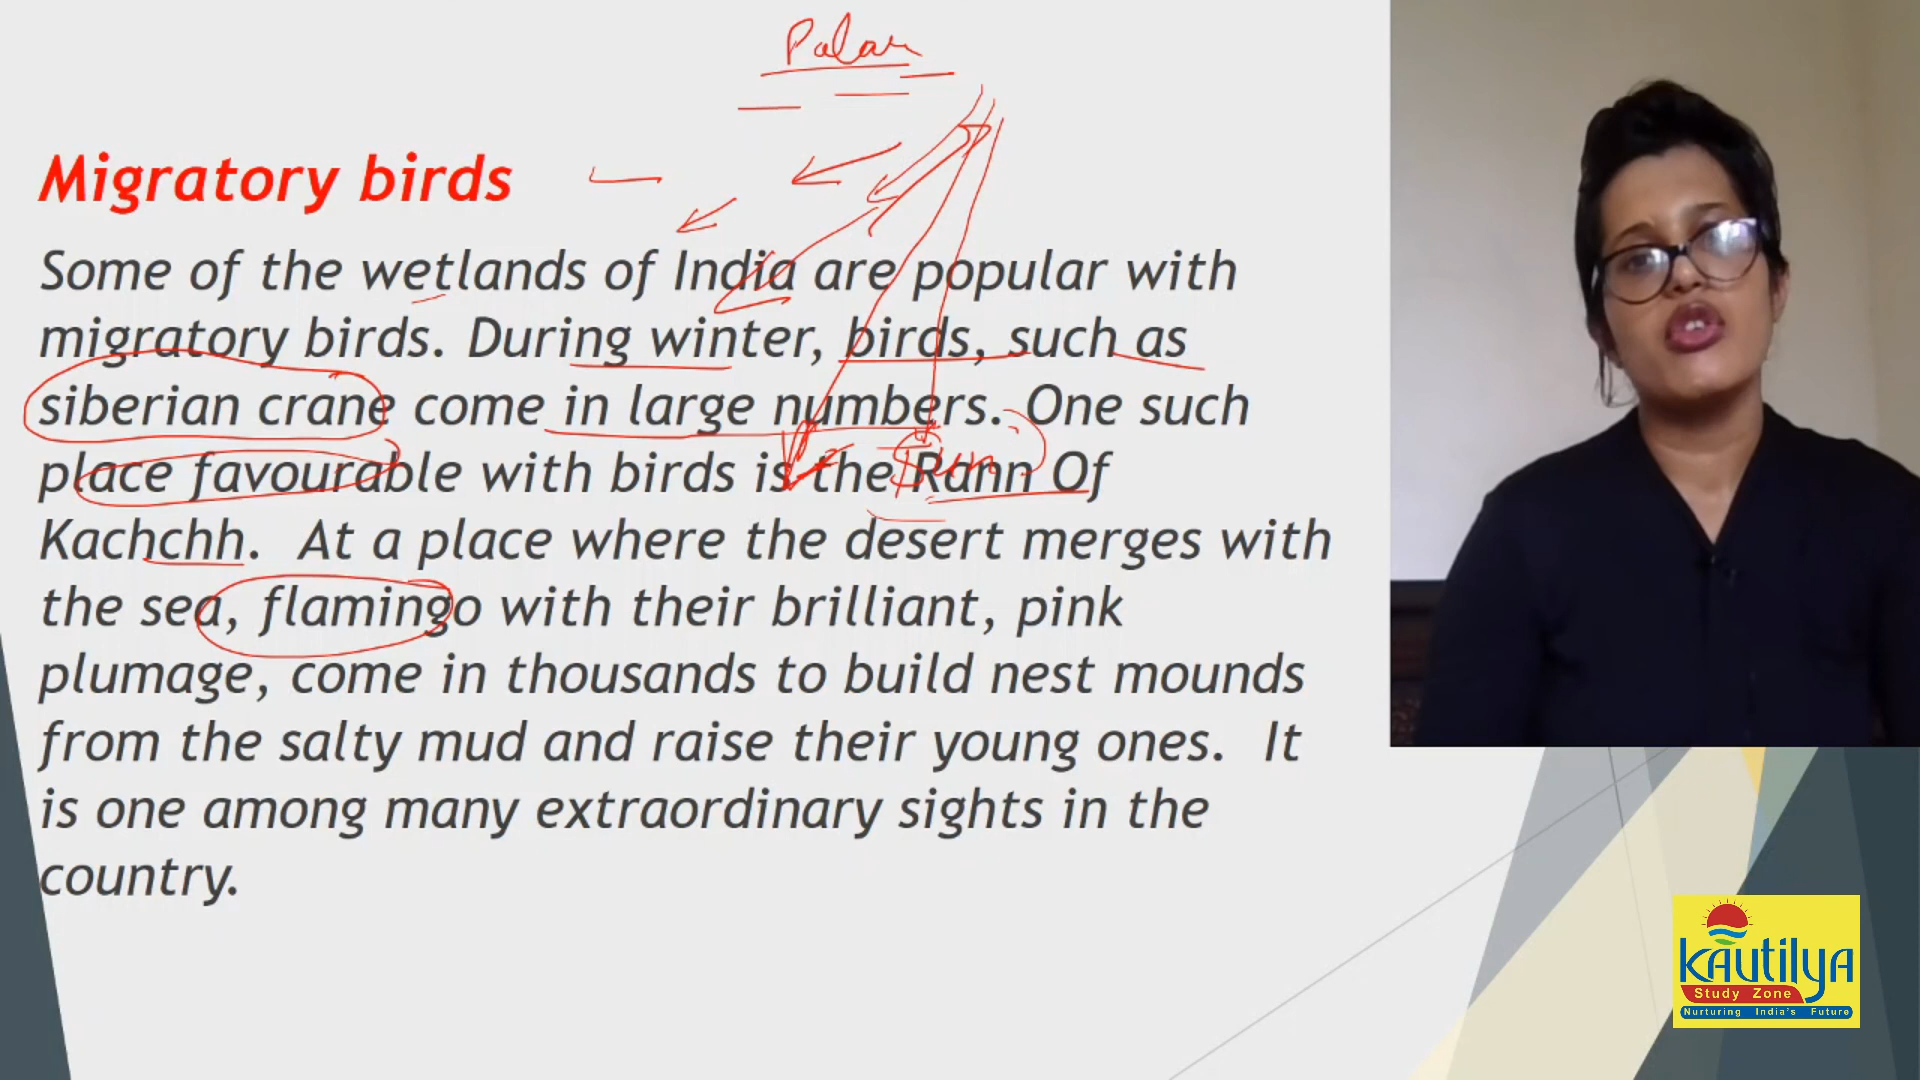 Polar
Migratory birds
Some of the wetlands of India are popular with
migratory birds. During winter, birds, such as
siberian crane come in large numbers. One such
place favourable with birds is the Rann Of
Kachchh. At a place where the desert merges with
the sea, flamingo with their brilliant, pink
plumage, come in thousands to build nest mounds
from the salty mud and raise their young ones. It
is one among many extraordinary sights in the
country.
kautilya
Study Zone
Nurturing India's Future